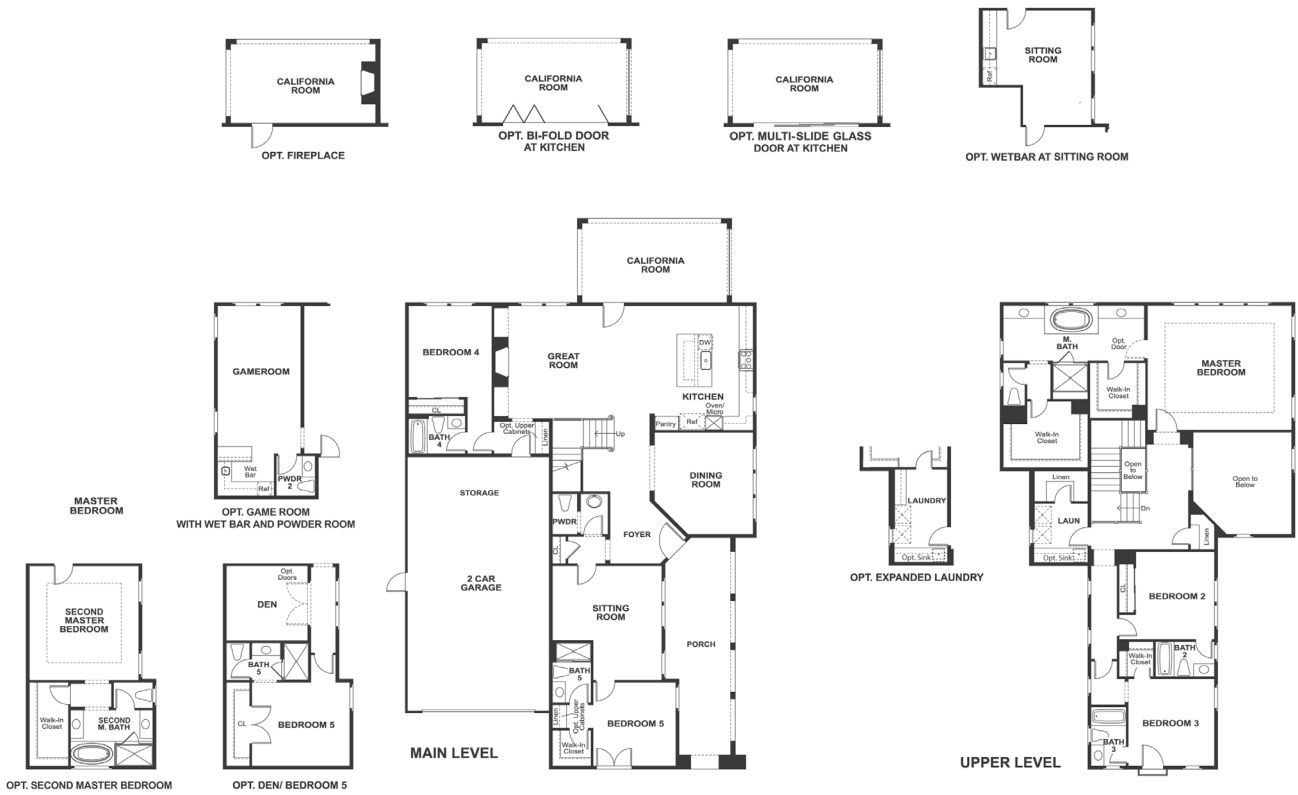 CALIFORNIA
ROOM
OPT. FIREPLACE
CALIFORNIA
ROOM
OPT. BI-FOLD DOOR
AT KITCHEN
CALIFORNIA
ROOM
OPT. MULTI-SLIDE GLASS
DOOR AT KITCHEN
SITTING
ROOM
Ref
OPT. WETBAR AT SITTING ROOM
GAMEROOM
Wet
Bar
Ref
PWDR
2
OPT. GAME ROOM
WITH WET BAR AND POWDER ROOM
MASTER
BEDROOM
SECOND
MASTER
BEDROOM
Walk-In
Closet
SECOND
M. BATH
OPT. SECOND MASTER BEDROOM
Opt.
Doors
DEN
BATH
5
CL
BEDROOM 5
OPT. DEN/ BEDROOM 5
CALIFORNIA
ROOM
BEDROOM 4
GREAT
ROOM
DW
KITCHEN
Oven/
Micro
Pantry
Ref
CL
BATH
4
Opt. Upper
Cabinets
Linen
Up
STORAGE
DINING
ROOM
PWDR
FOYER
CL
2 CAR
GARAGE
SITTING
ROOM
PORCH
BATH
5
Linen
Opt. Upper
Cabinets
BEDROOM 5
Walk-In
Closet
MAIN LEVEL
LAUNDRY
Opt. Sink
OPT. EXPANDED LAUNDRY
M.
BATH
Opt.
Door
MASTER
BEDROOM
Walk-In
Closet
Walk-In
Closet
Open
to
Below
Open to
Below
Linen
LAUN
Dn
Opt. Sink
Linen
CL
BEDROOM 2
BATH
2
Walk-In
Closet
BEDROOM 3
BATH
3
UPPER LEVEL